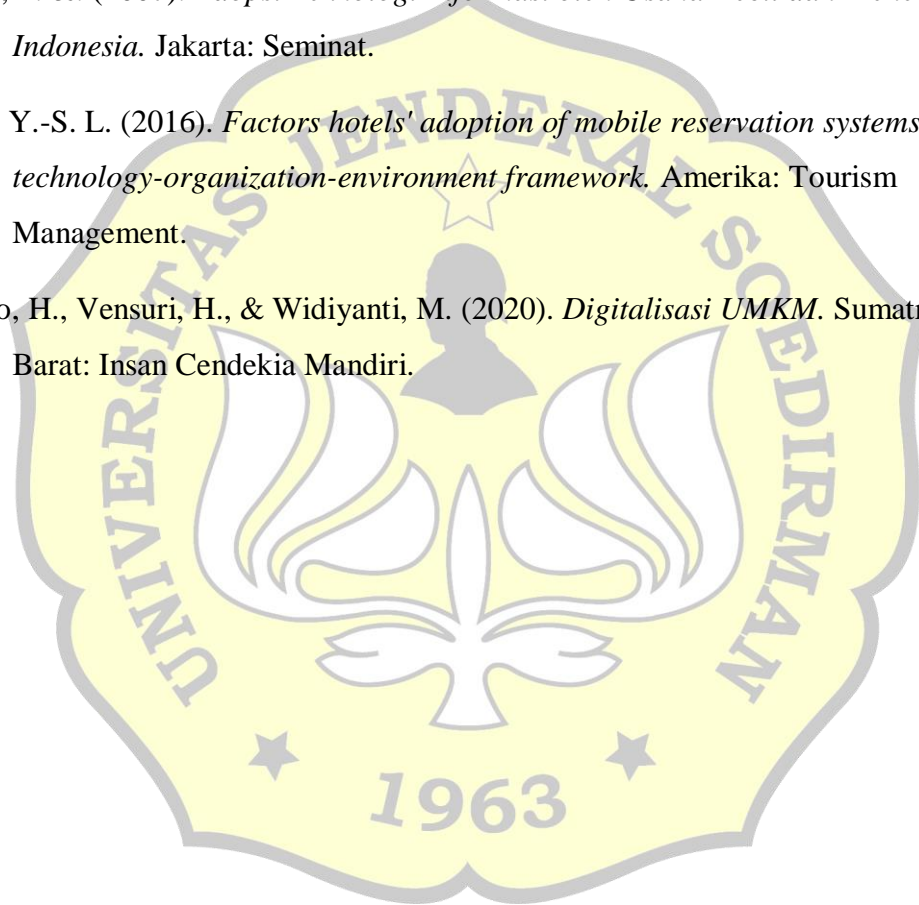 Indonesia. Jakarta: Seminat.
Y.-S. L. (2016). Factors hotels' adoption of mobile reservation systems
technology-organization-environment framework. Amerika: Tourism
Management.
o, H., Vensuri, H., & Widiyanti, M. (2020). Digitalisasi UMKM. Sumatr
Barat: Insan Cendekia Mandiri.
UNIVERSITAS JENDERAL SOEDIRMAN
1963